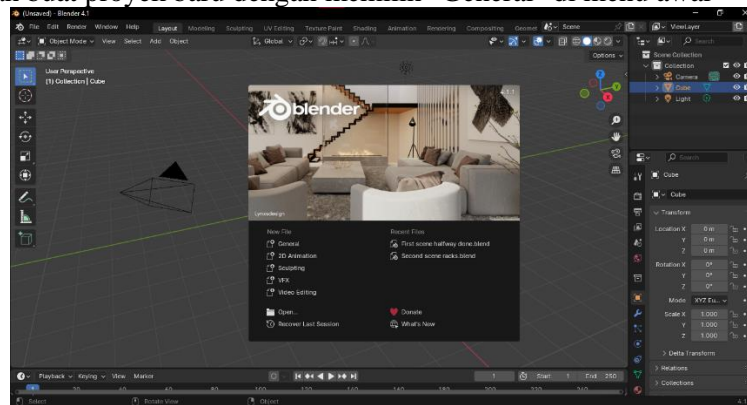 buat proyek baru dengan memilih "General" di menu awal
(Unsaved) - Blender 4.1
File Edit Render Window Help Layout Modeling Sculpting UV Editing Texture Paint Shading Animation Rendering Compositing Scene ViewLayer
Object Mode View Select Add Object Global
Options
User Perspective
(1) Collection | Cube
Scene Collection
Collection
Camera
Cube
Light
blender
Lynxsdesign
New File
General
2D Animation
Sculpting
VFX
Video Editing
Open...
Recover Last Session
Recent Files
First scene halfway done.blend
Second scene racks.blend
Donate
What's New
Cube
Cube
Transform
Location X 0 m
Y 0 m
Z 0 m
Rotation X 0°
Y 0°
Z 0°
Mode XYZ Eu...
Scale X 1.000
Y 1.000
Z 1.000
Delta Transform
Relations
Collections
Playback Keying View Marker 1 Start 1 End 250
Select Rotate View Object